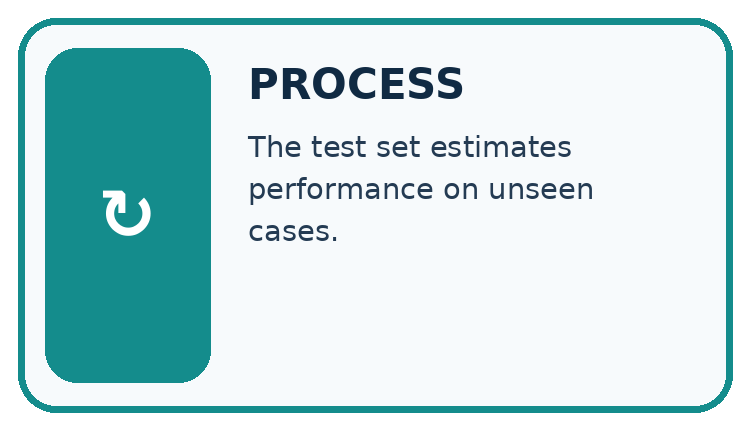 PROCESS
The test set estimates
performance on unseen
cases.